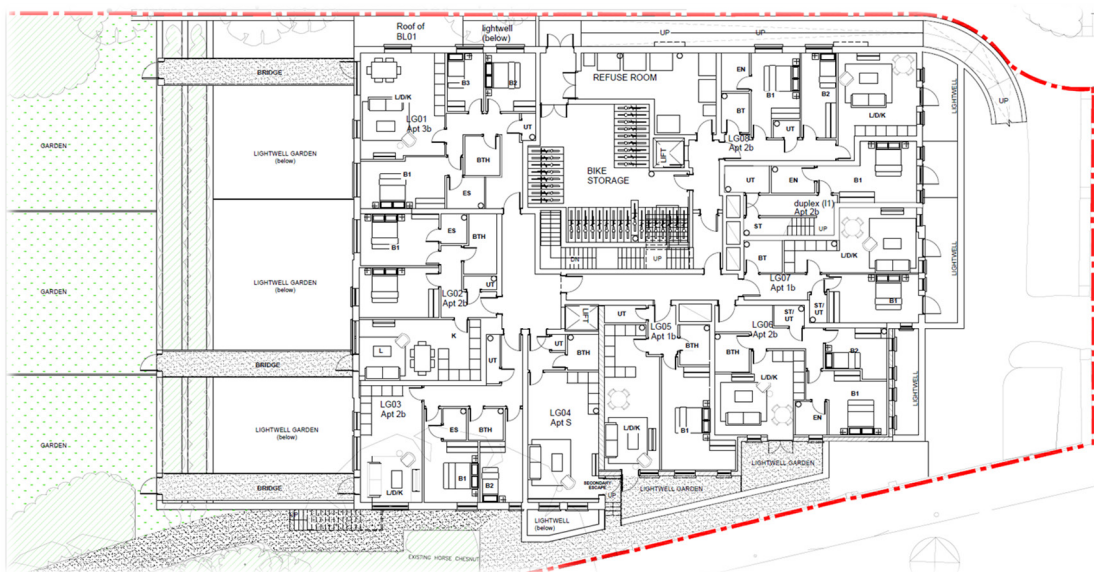 Roof of
BL01
lightwell
(below)
UP
UP
BRIDGE
REFUSE ROOM
B3
B2
EN
B1
B2
L/D/K
LIGHTWELL
UP
L/D/K
LG01
Apt 3b
UT
BT
UT
LG08
Apt 2b
GARDEN
LIGHTWELL GARDEN
(below)
BTH
LIFT
BIKE
STORAGE
B1
ES
UT
EN
B1
duplex (l1)
Apt 2b
ST
UP
ES
BTH
B1
DN
UP
BT
L/D/K
LIGHTWELL
LG07
Apt 1b
GARDEN
LIGHTWELL GARDEN
(below)
UT
LG02
Apt 2b
ST/
UT
B1
LIFT
UT
LG05
Apt 1b
ST/
UT
LG06
Apt 2b
K
L
UT
UT
BTH
BTH
BTH
B2
BRIDGE
L/D/K
LIGHTWELL
LG03
Apt 2b
LG04
Apt S
B1
EN
ES
BTH
GARDEN
LIGHTWELL GARDEN
(below)
L/D/K
B1
LIGHTWELL GARDEN
L/D/K
B1
B2
BRIDGE
SECONDARY
ESCAPE
UP
LIGHTWELL GARDEN
UP
LIGHTWELL
(below)
EXISTING HORSE CHESNUT